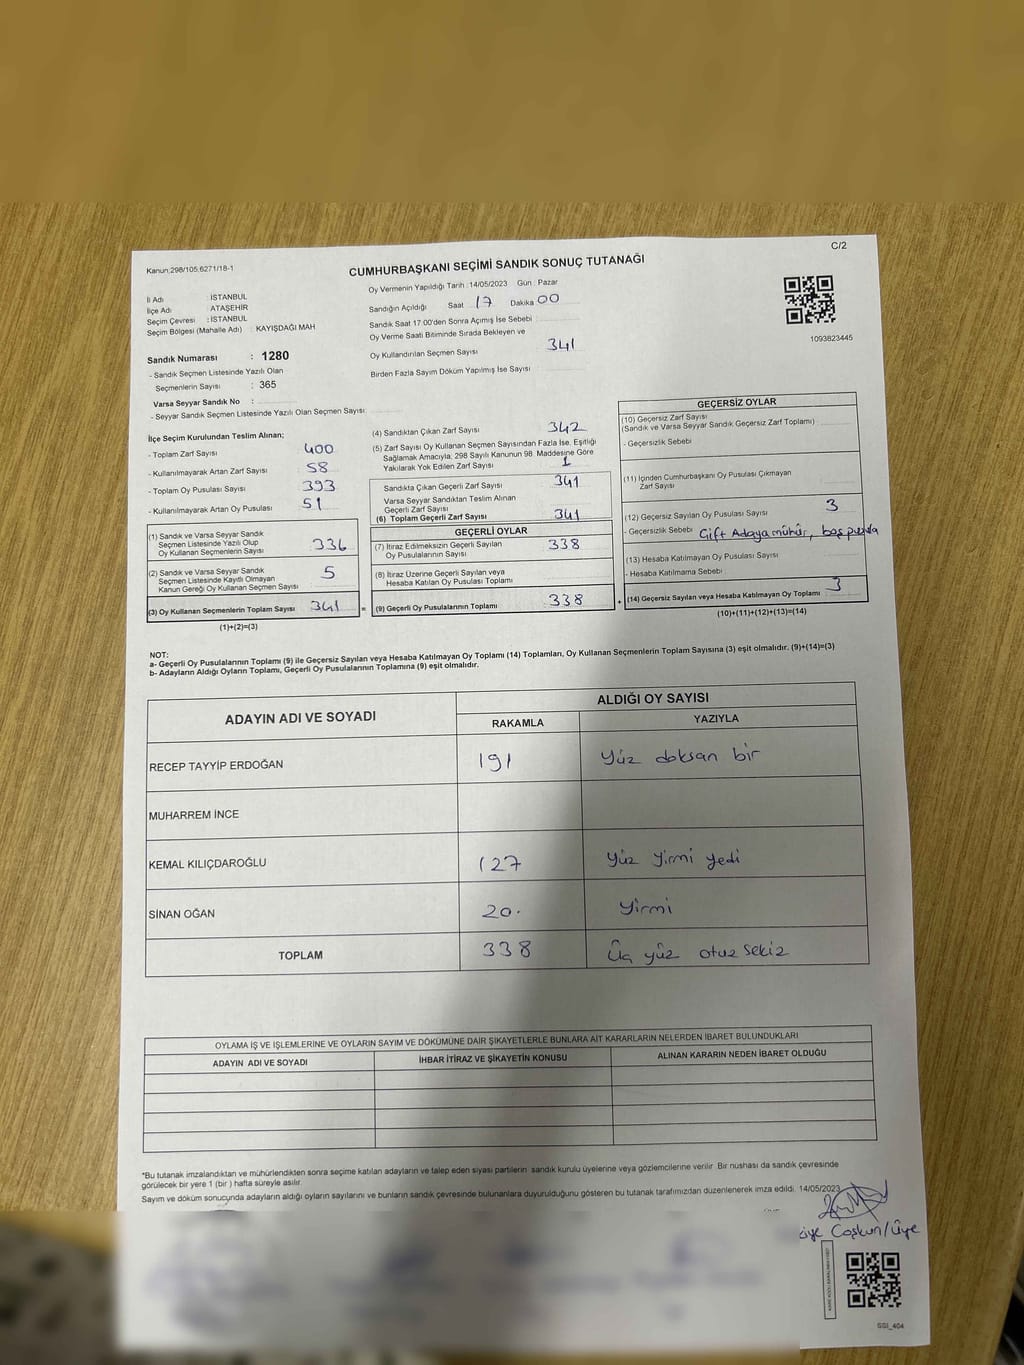 C/2
Kanun,298/105,6271/18-1
CUMHURBAŞKANI SEÇİMİ SANDIK SONUÇ TUTANAĞI
İl Adı : İSTANBUL
İlçe Adı : ATAŞEHİR
Seçim Çevresi : İSTANBUL
Seçim Bölgesi (Mahalle Adı) : KAYIŞDAĞI MAH
Sandık Numarası : 1280
- Sandık Seçmen Listesinde Yazılı Olan
Seçmenlerin Sayısı : 365
Varsa Seyyar Sandık No :
- Seyyar Sandık Seçmen Listesinde Yazılı Olan Seçmen Sayısı:
Oy Vermenin Yapıldığı Tarih :14/05/2023 Gün : Pazar
Sandığın Açıldığı Saat 17 Dakika 00
Sandık Saat 17:00'den Sonra Açımış İse Sebebi :
Oy Verme Saati Bitiminde Sırada Bekleyen ve
Oy Kullandırılan Seçmen Sayısı 341
Birden Fazla Sayım Döküm Yapılmış İse Sayısı :
1093823445
İlçe Seçim Kurulundan Teslim Alınan;
- Toplam Zarf Sayısı 400
- Kullanılmayarak Artan Zarf Sayısı 58
- Toplam Oy Pusulası Sayısı 393
- Kullanılmayarak Artan Oy Pusulası 51
(1) Sandık ve Varsa Seyyar Sandık
Seçmen Listesinde Yazılı Olup
Oy Kullanan Seçmenlerin Sayısı 336
(2) Sandık ve Varsa Seyyar Sandık
Seçmen Listesinde Kayıtlı Olmayan
Kanun Gereği Oy Kullanan Seçmen Sayısı 5
(3) Oy Kullanan Seçmenlerin Toplam Sayısı 341 =
(1)+(2)=(3)
(4) Sandıktan Çıkan Zarf Sayısı 342
(5) Zarf Sayısı Oy Kullanan Seçmen Sayısından Fazla İse, Eşitliği
Sağlamak Amacıyla, 298 Sayılı Kanunun 98. Maddesine Göre
Yakılarak Yok Edilen Zarf Sayısı 1
Sandıkta Çıkan Geçerli Zarf Sayısı 341
Varsa Seyyar Sandıktan Teslim Alınan
Geçerli Zarf Sayısı
(6) Toplam Geçerli Zarf Sayısı 341
GEÇERLİ OYLAR
(7) İtiraz Edilmeksizin Geçerli Sayılan
Oy Pusulalarının Sayısı 338
(8) İtiraz Üzerine Geçerli Sayılan veya
Hesaba Katılan Oy Pusulası Toplamı
(9) Geçerli Oy Pusulalarının Toplamı 338 +
GEÇERSİZ OYLAR
(10) Geçersiz Zarf Sayısı
(Sandık ve Varsa Seyyar Sandık Geçersiz Zarf Toplamı)
- Geçersizlik Sebebi
(11) İçinden Cumhurbaşkanı Oy Pusulası Çıkmayan
Zarf Sayısı
(12) Geçersiz Sayılan Oy Pusulası Sayısı 3
- Geçersizlik Sebebi Çift Adaya mühür, boş pusula
(13) Hesaba Katılmayan Oy Pusulası Sayısı
- Hesaba Katılmama Sebebi
(14) Geçersiz Sayılan veya Hesaba Katılmayan Oy Toplamı 3
(10)+(11)+(12)+(13)=(14)
NOT:
a- Geçerli Oy Pusulalarının Toplamı (9) ile Geçersiz Sayılan veya Hesaba Katılmayan Oy Toplamı (14) Toplamları, Oy Kullanan Seçmenlerin Toplam Sayısına (3) eşit olmalıdır. (9)+(14)=(3)
b- Adayların Aldığı Oyların Toplamı, Geçerli Oy Pusulalarının Toplamına (9) eşit olmalıdır.
ADAYIN ADI VE SOYADI
ALDIĞI OY SAYISI
RAKAMLA YAZIYLA
RECEP TAYYİP ERDOĞAN 191 Yüz doksan bir
MUHARREM İNCE
KEMAL KILIÇDAROĞLU 127 Yüz Yirmi yedi
SİNAN OĞAN 20. Yirmi
TOPLAM 338 Üç yüz otuz sekiz
OYLAMA İŞ VE İŞLEMLERİNE VE OYLARIN SAYIM VE DÖKÜMÜNE DAİR ŞİKAYETLERLE BUNLARA AİT KARARLARIN NELERDEN İBARET BULUNDUKLARI
ADAYIN ADI VE SOYADI İHBAR İTİRAZ VE ŞİKAYETİN KONUSU ALINAN KARARIN NEDEN İBARET OLDUĞU
*Bu tutanak imzalandıktan ve mühürlendikten sonra seçime katılan adayların ve talep eden siyasi partilerin sandık kurulu üyelerine veya gözlemcilerine verilir. Bir nüshası da sandık çevresinde
görülecek bir yere 1 (bir) hafta süreyle asılır.
Sayım ve döküm sonucunda adayların aldığı oyların sayılarını ve bunların sandık çevresinde bulunanlara duyurulduğunu gösteren bu tutanak tarafımızdan düzenlenerek imza edildi. 14/05/2023
Coşkun/Üye
SSI_404